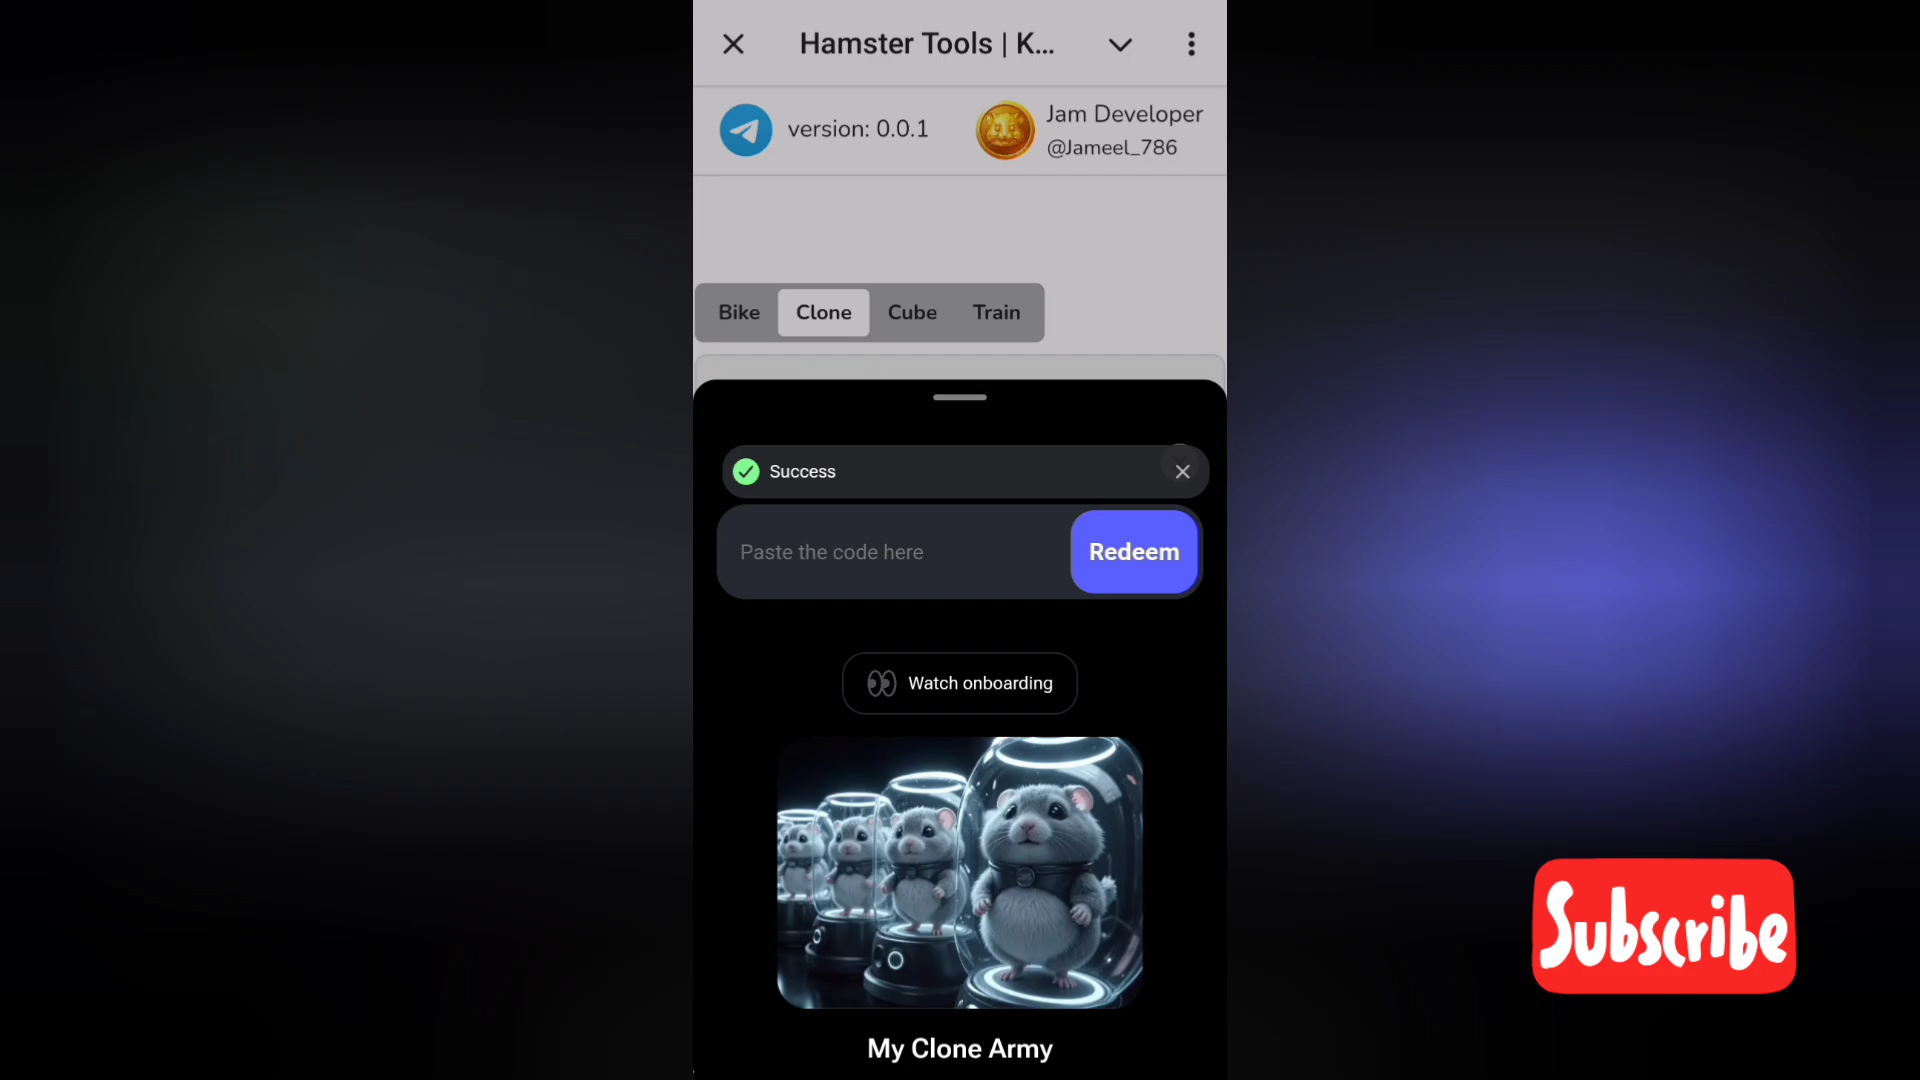 Hamster Tools | K...
version: 0.0.1
Jam Developer
@Jameel_786
Bike Clone Cube Train
Success
Paste the code here
Redeem
Watch onboarding
My Clone Army
Subscribe